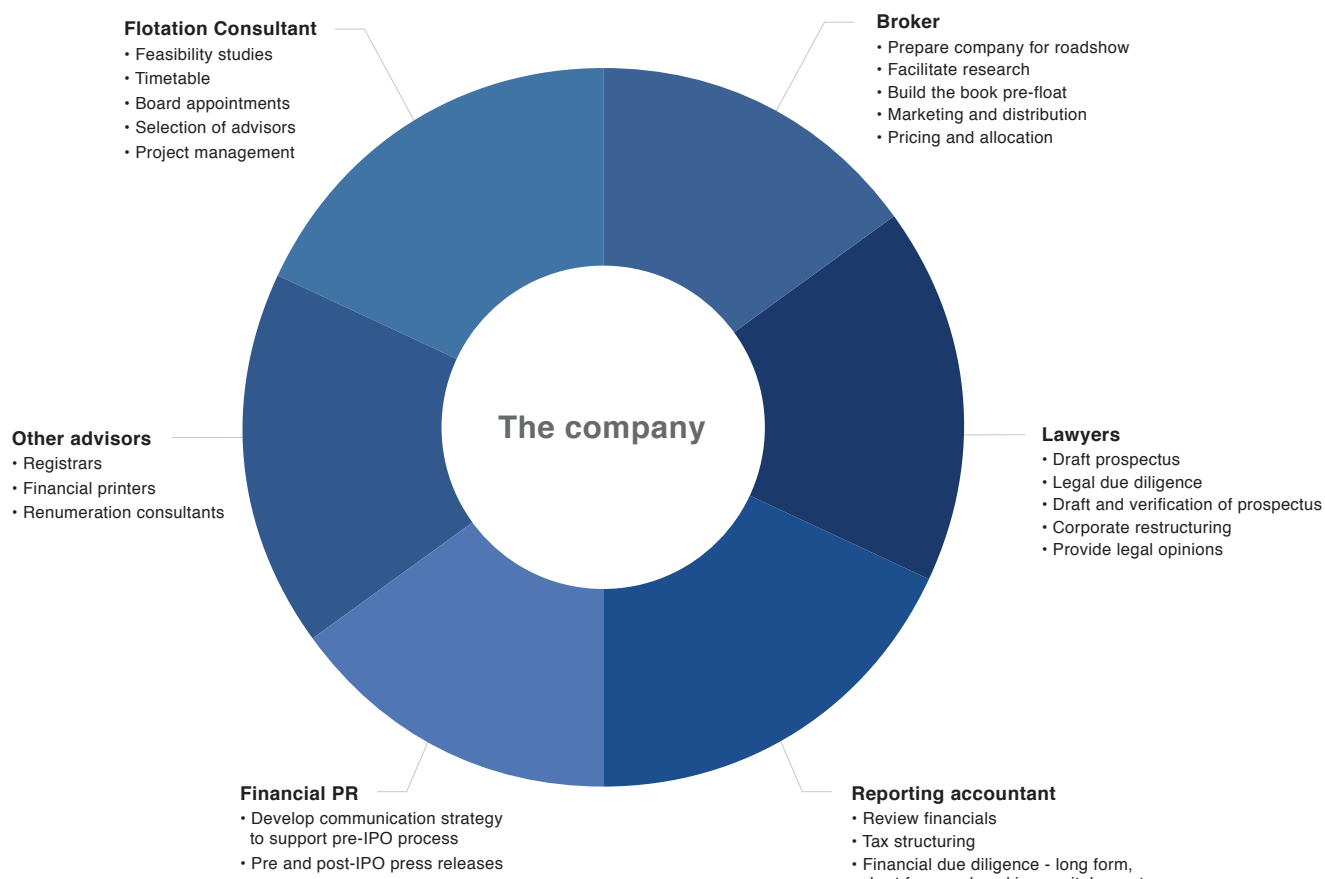 Flotation Consultant
• Feasibility studies
• Timetable
• Board appointments
• Selection of advisors
• Project management
Broker
• Prepare company for roadshow
• Facilitate research
• Build the book pre-float
• Marketing and distribution
• Pricing and allocation
The company
Other advisors
• Registrars
• Financial printers
• Renumeration consultants
Lawyers
• Draft prospectus
• Legal due diligence
• Draft and verification of prospectus
• Corporate restructuring
• Provide legal opinions
Financial PR
• Develop communication strategy
to support pre-IPO process
• Pre and post-IPO press releases
Reporting accountant
• Review financials
• Tax structuring
• Financial due diligence - long form,